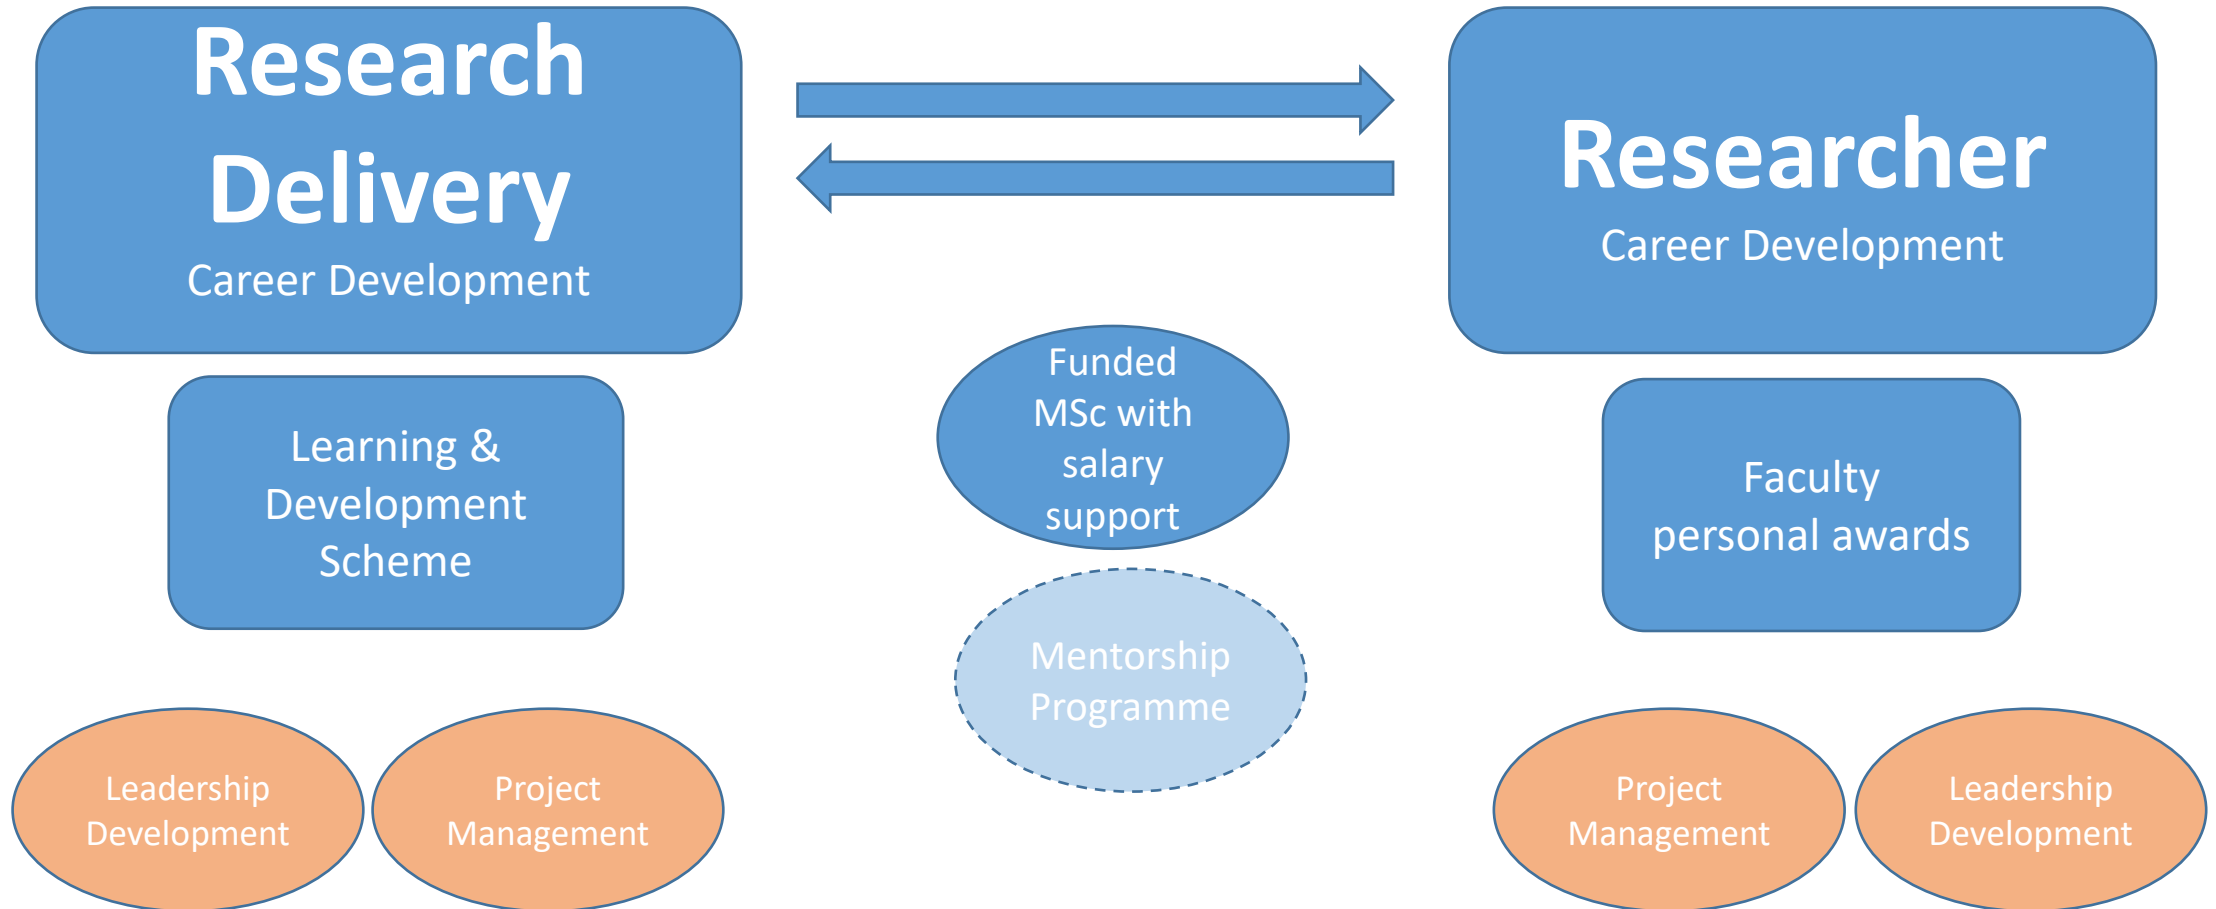 Research
Delivery
Career Development
Researcher
Career Development
Learning &
Development
Scheme
Funded
MSc with
salary
support
Faculty
personal awards
Mentorship
Programme
Leadership
Development
Project
Management
Project
Management
Leadership
Development